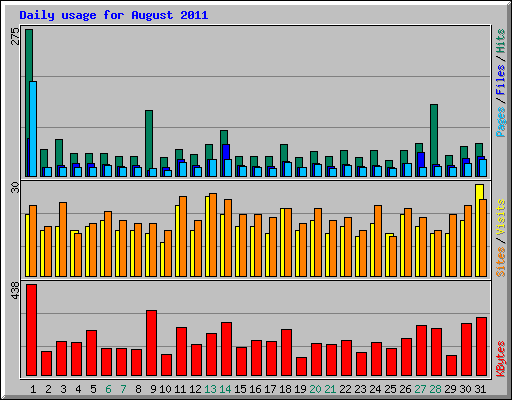 Daily usage for August 2011
275
Pages / Files / Hits
30
Sites / Visits
438
KBytes
1 2 3 4 5 6 7 8 9 10 11 12 13 14 15 16 17 18 19 20 21 22 23 24 25 26 27 28 29 30 31